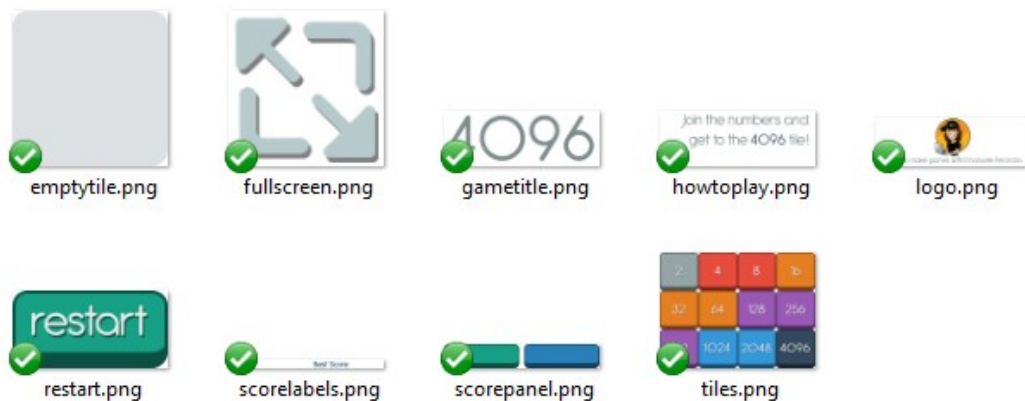 4096
Join the numbers and
get to the 4096 tile!
emptytile.png
fullscreen.png
gametitle.png
howtoplay.png
logo.png
restart
Best Score
2 4 8 16
32 64 128 256
1024 2048 4096
restart.png
scorelabels.png
scorepanel.png
tiles.png